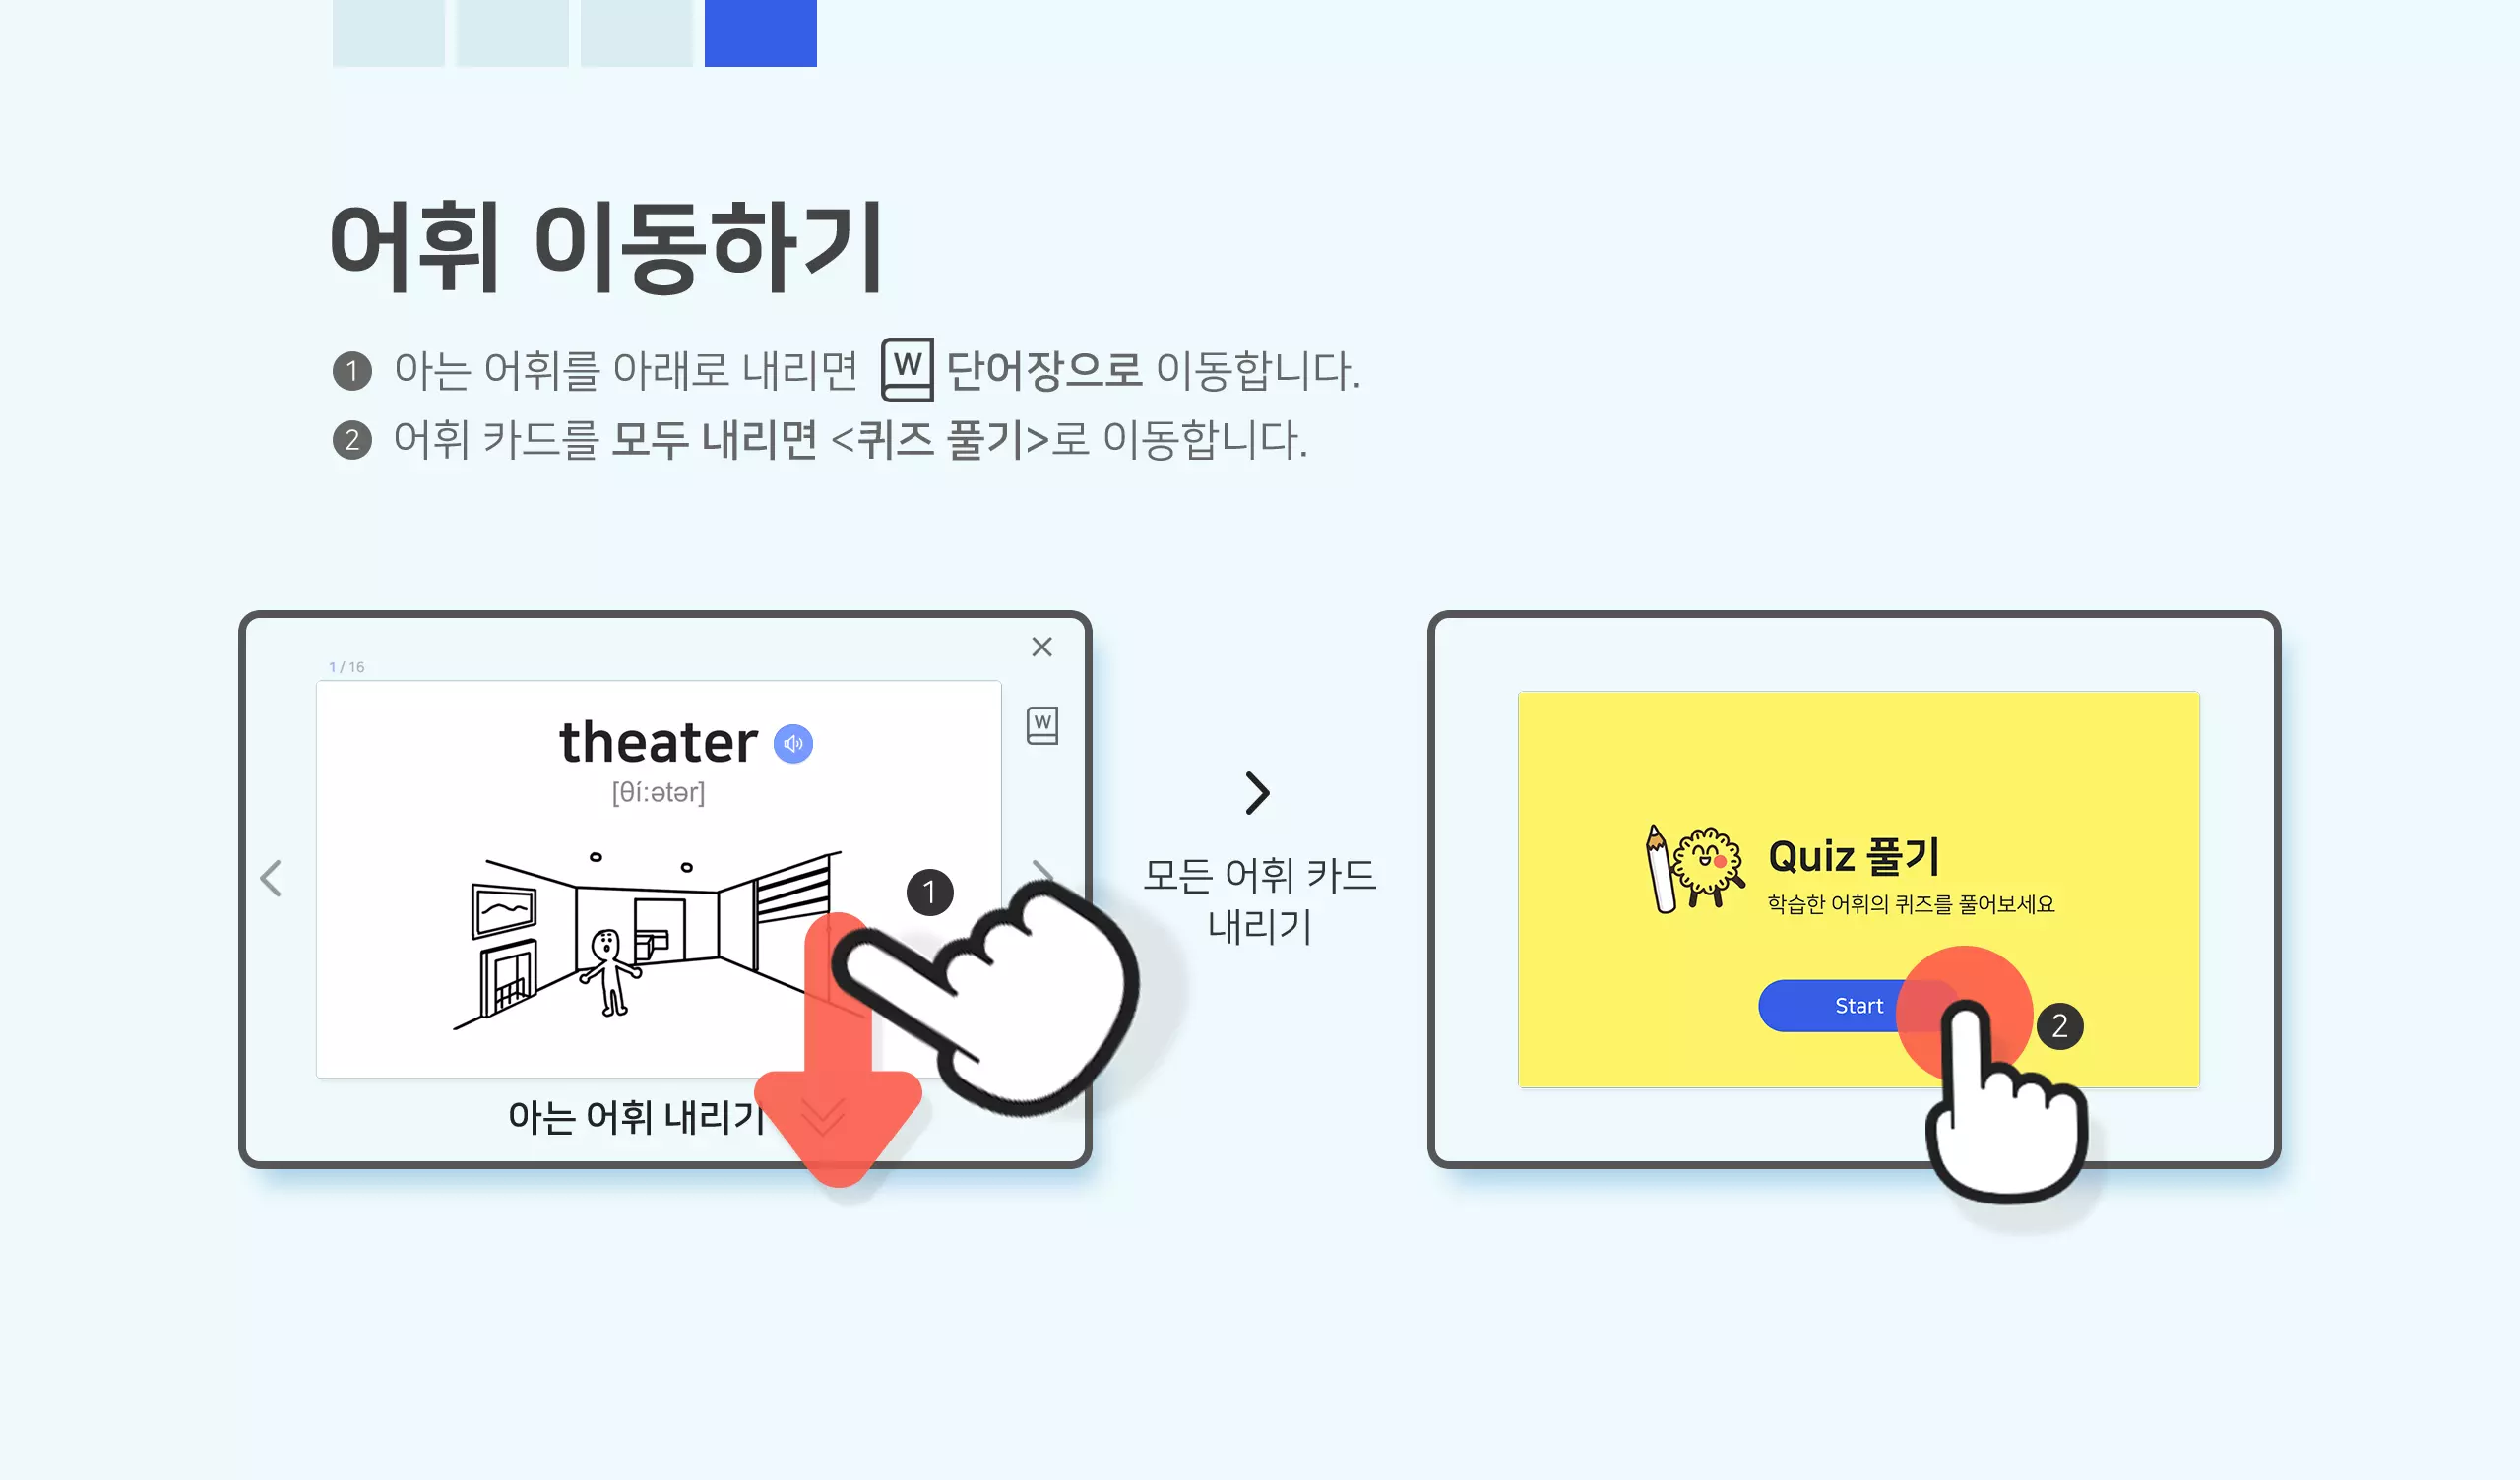 어휘 이동하기
1 아는 어휘를 아래로 내리면 W 단어장으로 이동합니다.
2 어휘 카드를 모두 내리면 <퀴즈 풀기>로 이동합니다.
1 / 16
theater
W
[θí:ətər]
1
아는 어휘 내리기
모든 어휘 카드
내리기
Quiz 풀기
학습한 어휘의 퀴즈를 풀어보세요
Start
2